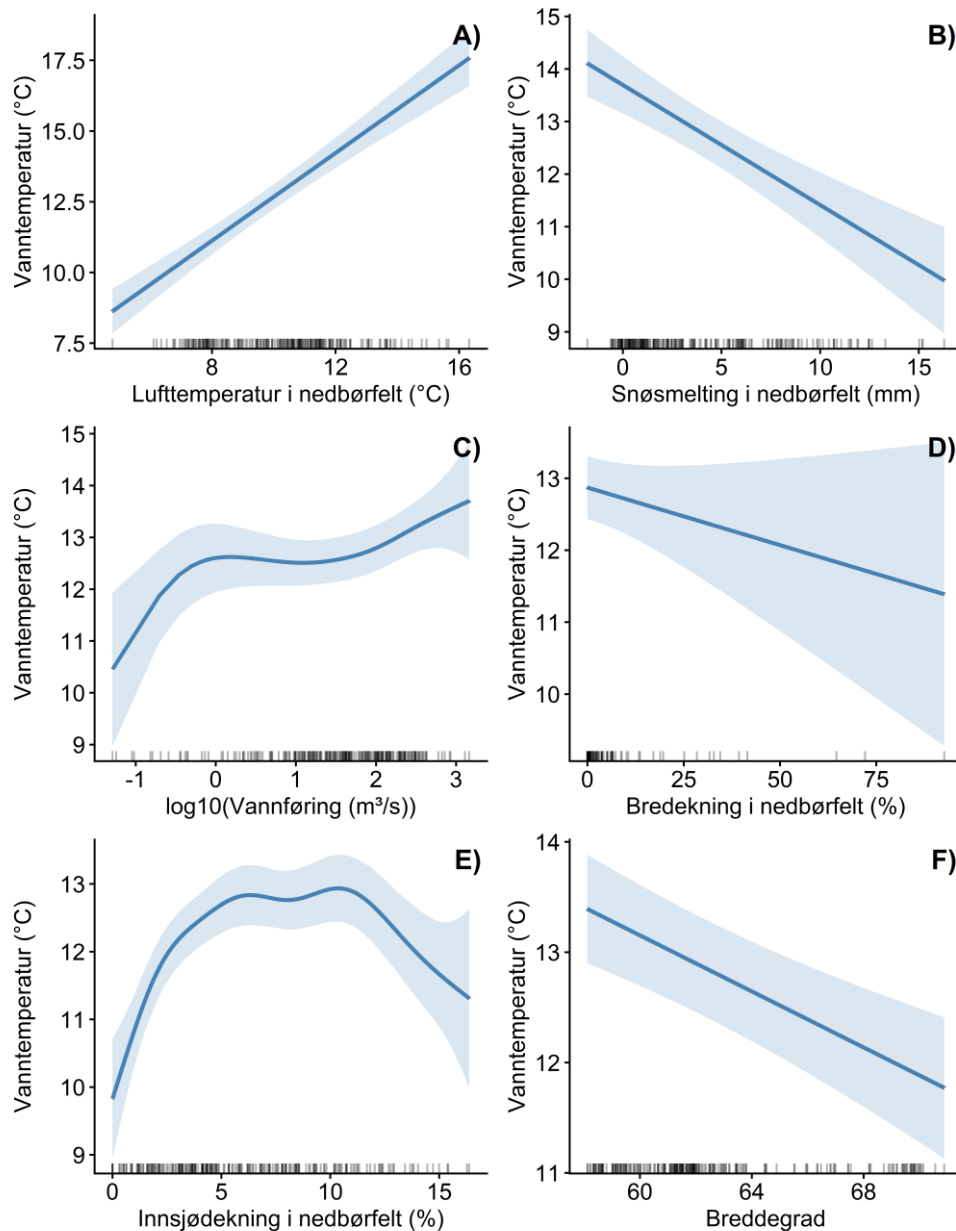 A)
Vanntemperatur (°C)
17.5
15.0
12.5
10.0
7.5
8 12 16
Lufttemperatur i nedbørfelt (°C)
B)
Vanntemperatur (°C)
15
14
13
12
11
10
9
0 5 10 15
Snøsmelting i nedbørfelt (mm)
C)
Vanntemperatur (°C)
15
14
13
12
11
10
9
-1 0 1 2 3
log10(Vannføring (m³/s))
D)
Vanntemperatur (°C)
13
12
11
10
0 25 50 75
Bredekning i nedbørfelt (%)
E)
Vanntemperatur (°C)
13
12
11
10
9
0 5 10 15
Innsjødekning i nedbørfelt (%)
F)
Vanntemperatur (°C)
14
13
12
11
60 64 68
Breddegrad